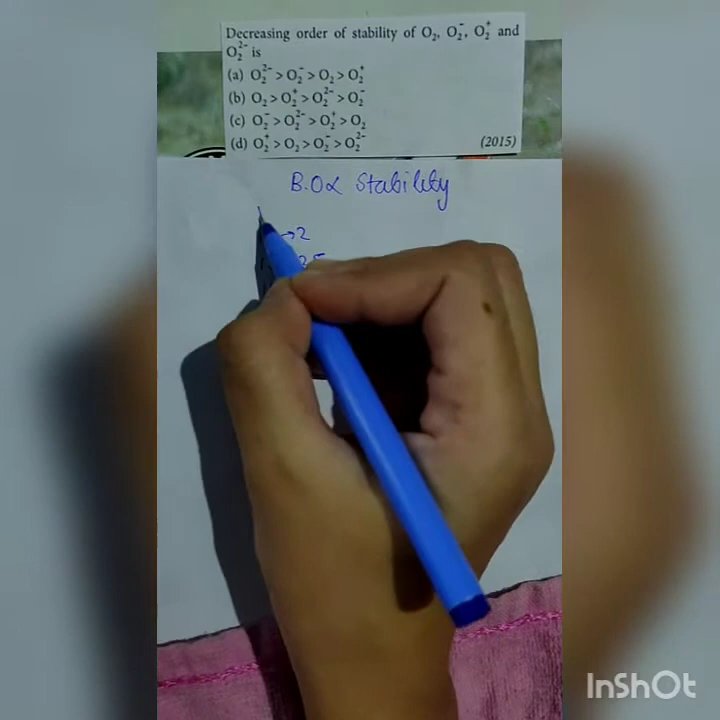 Decreasing order of stability of O₂, O₂⁻, O₂⁺ and
O₂²⁻ is
(a) O₂²⁻ > O₂⁻ > O₂ > O₂⁺
(b) O₂ > O₂⁺ > O₂²⁻ > O₂⁻
(c) O₂⁻ > O₂²⁻ > O₂⁺ > O₂
(d) O₂⁺ > O₂ > O₂⁻ > O₂²⁻ (2015)
B.O α Stability
→2
InShOt